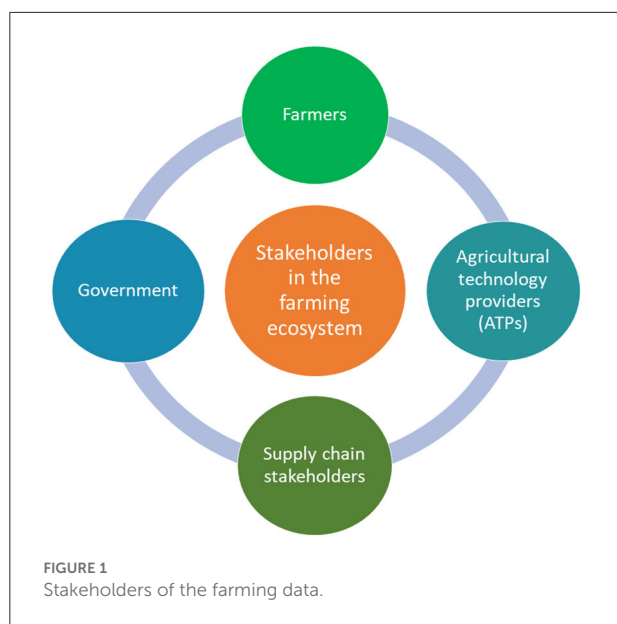 Farmers
Government
Stakeholders
in the
farming
ecosystem
Agricultural
technology
providers
(ATPs)
Supply chain
stakeholders
FIGURE 1
Stakeholders of the farming data.